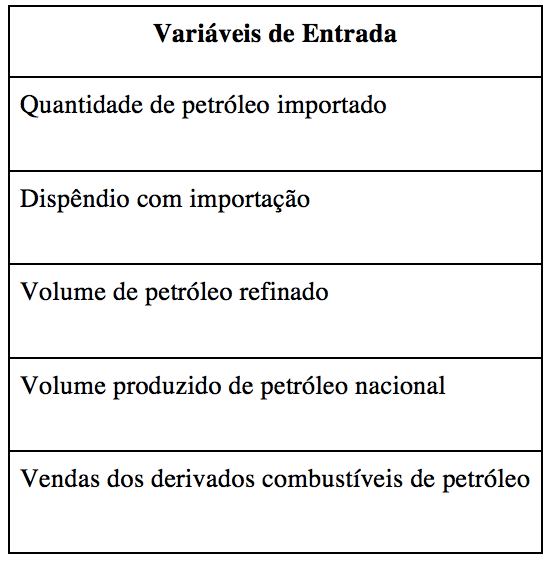 Variáveis de Entrada
Quantidade de petróleo importado
Dispêndio com importação
Volume de petróleo refinado
Volume produzido de petróleo nacional
Vendas dos derivados combustíveis de petróleo